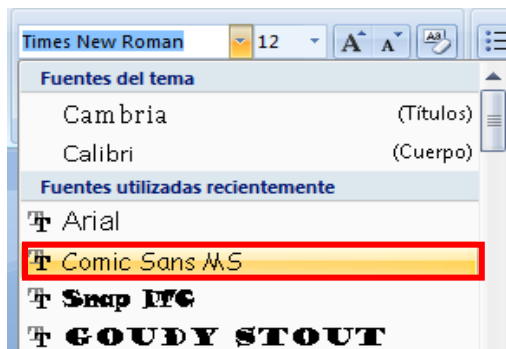 Times New Roman 12 A A Aa
Fuentes del tema
Cambria (Títulos)
Calibri (Cuerpo)
Fuentes utilizadas recientemente
Arial
Comic Sans MS
Snap ITC
GOUDY STOUT